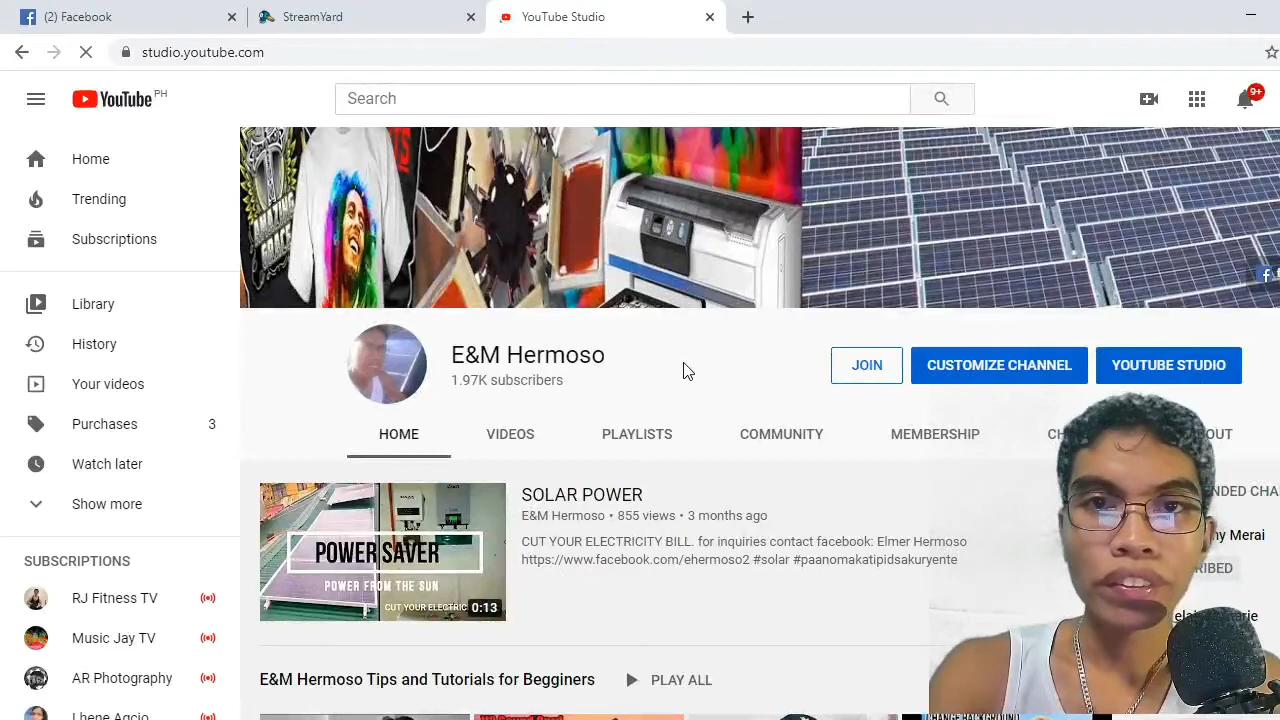 (2) Facebook
StreamYard
YouTube Studio
studio.youtube.com
YouTube PH
Search
9+
Home
Trending
Subscriptions
Library
History
Your videos
Purchases 3
Watch later
Show more
SUBSCRIPTIONS
RJ Fitness TV
Music Jay TV
AR Photography
E&M Hermoso
1.97K subscribers
JOIN
CUSTOMIZE CHANNEL
YOUTUBE STUDIO
HOME VIDEOS PLAYLISTS COMMUNITY MEMBERSHIP
POWER SAVER
POWER FROM THE SUN
CUT YOUR ELECTRIC
0:13
SOLAR POWER
E&M Hermoso • 855 views • 3 months ago
CUT YOUR ELECTRICITY BILL. for inquiries contact facebook: Elmer Hermoso
https://www.facebook.com/ehermoso2 #solar #paanomakatipidsakuryente
E&M Hermoso Tips and Tutorials for Begginers
PLAY ALL